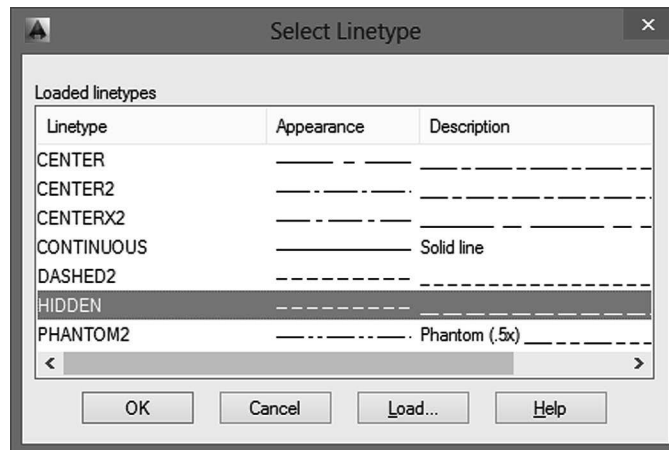 Select Linetype
Loaded linetypes
Linetype Appearance Description
CENTER
CENTER2
CENTERX2
CONTINUOUS Solid line
DASHED2
HIDDEN
PHANTOM2 Phantom (.5x)
OK Cancel Load... Help